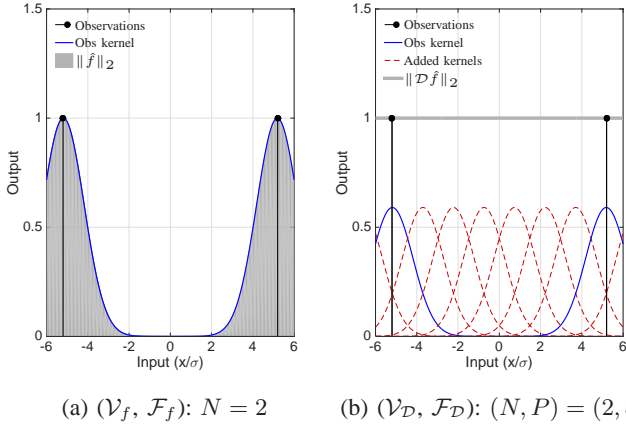 1.5
1
0.5
0
Output
-6
-4
-2
0
2
4
6
Input (x/σ)
Observations
Obs kernel
‖ f̂ ‖₂
(a) (𝒱_f, ℱ_f): N = 2
1.5
1
0.5
0
Output
-6
-4
-2
0
2
4
6
Input (x/σ)
Observations
Obs kernel
Added kernels
‖ 𝒟f̂ ‖₂
(b) (𝒱_𝒟, ℱ_𝒟): (N, P) = (2,